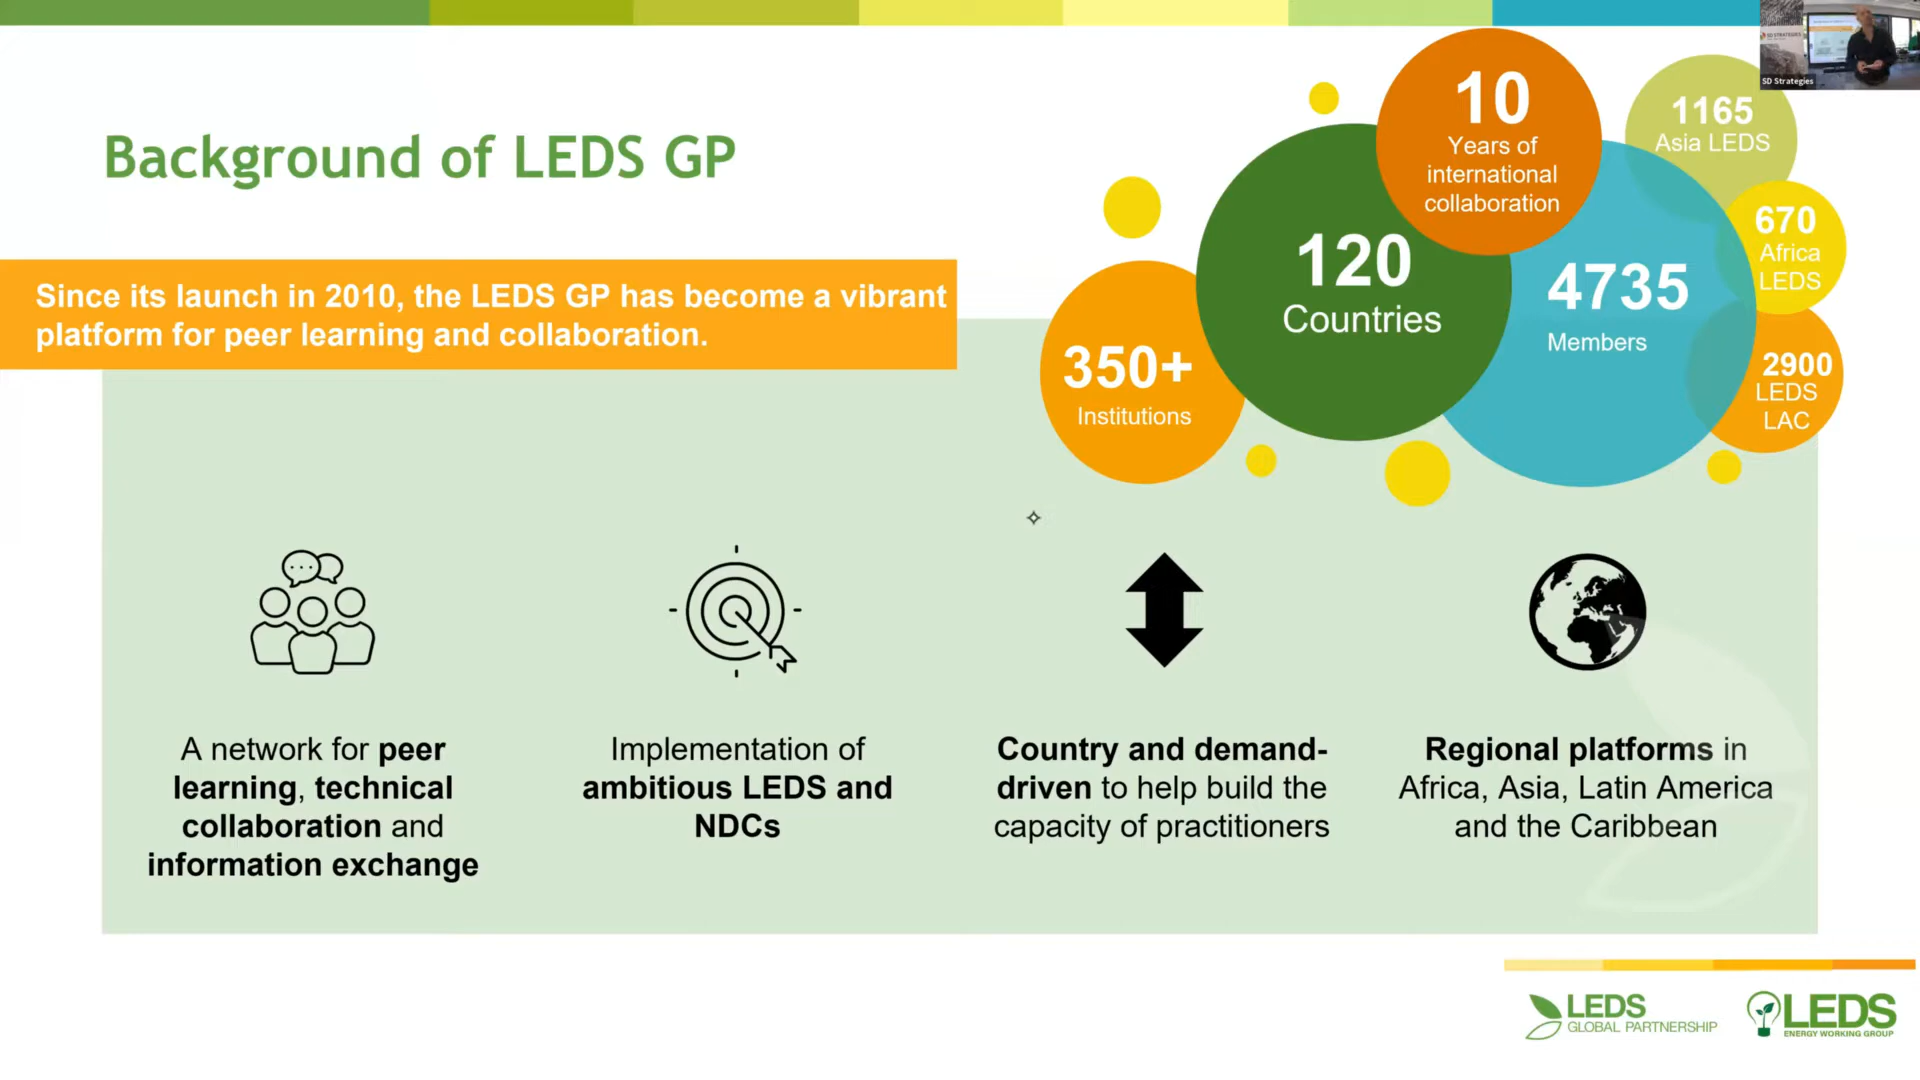 Background of LEDS GP
Since its launch in 2010, the LEDS GP has become a vibrant
platform for peer learning and collaboration.
10
Years of
international
collaboration
1165
Asia LEDS
670
Africa
LEDS
120
Countries
4735
Members
350+
Institutions
2900
LEDS
LAC
SD Strategies
A network for peer
learning, technical
collaboration and
information exchange
Implementation of
ambitious LEDS and
NDCs
Country and demand-
driven to help build the
capacity of practitioners
Regional platforms in
Africa, Asia, Latin America
and the Caribbean
LEDS
GLOBAL PARTNERSHIP
LEDS
ENERGY WORKING GROUP